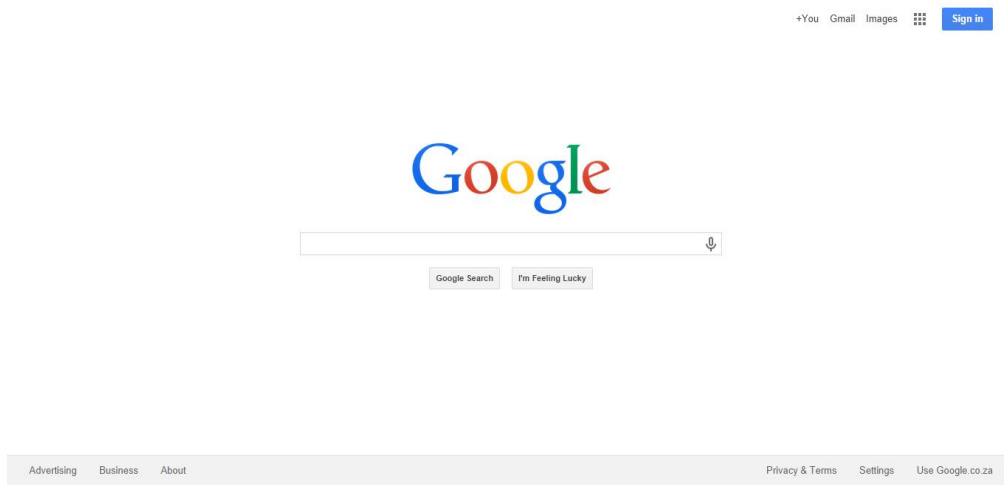 +You Gmail Images Sign in
Google
Google Search I'm Feeling Lucky
Advertising Business About Privacy & Terms Settings Use Google.co.za